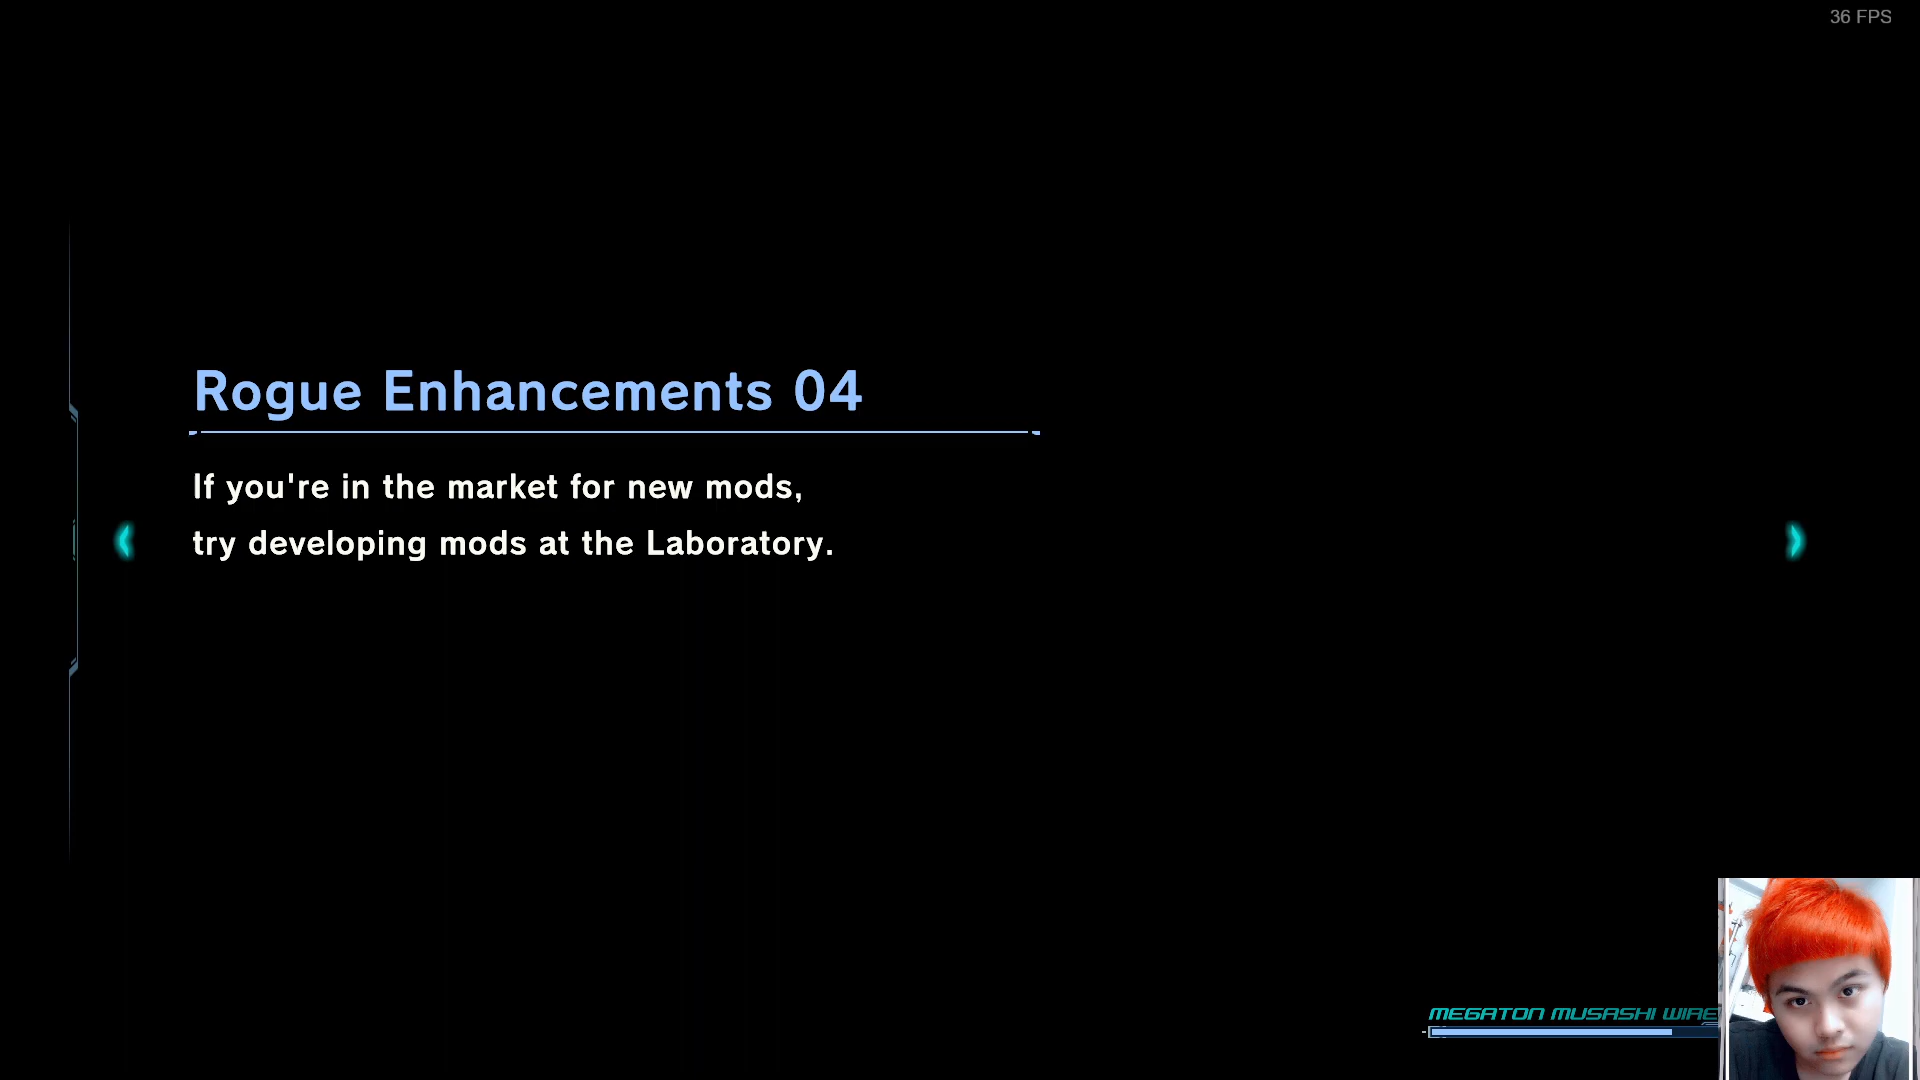 36 FPS
Rogue Enhancements 04
If you're in the market for new mods,
try developing mods at the Laboratory.
MEGATON MUSASHI WIRE